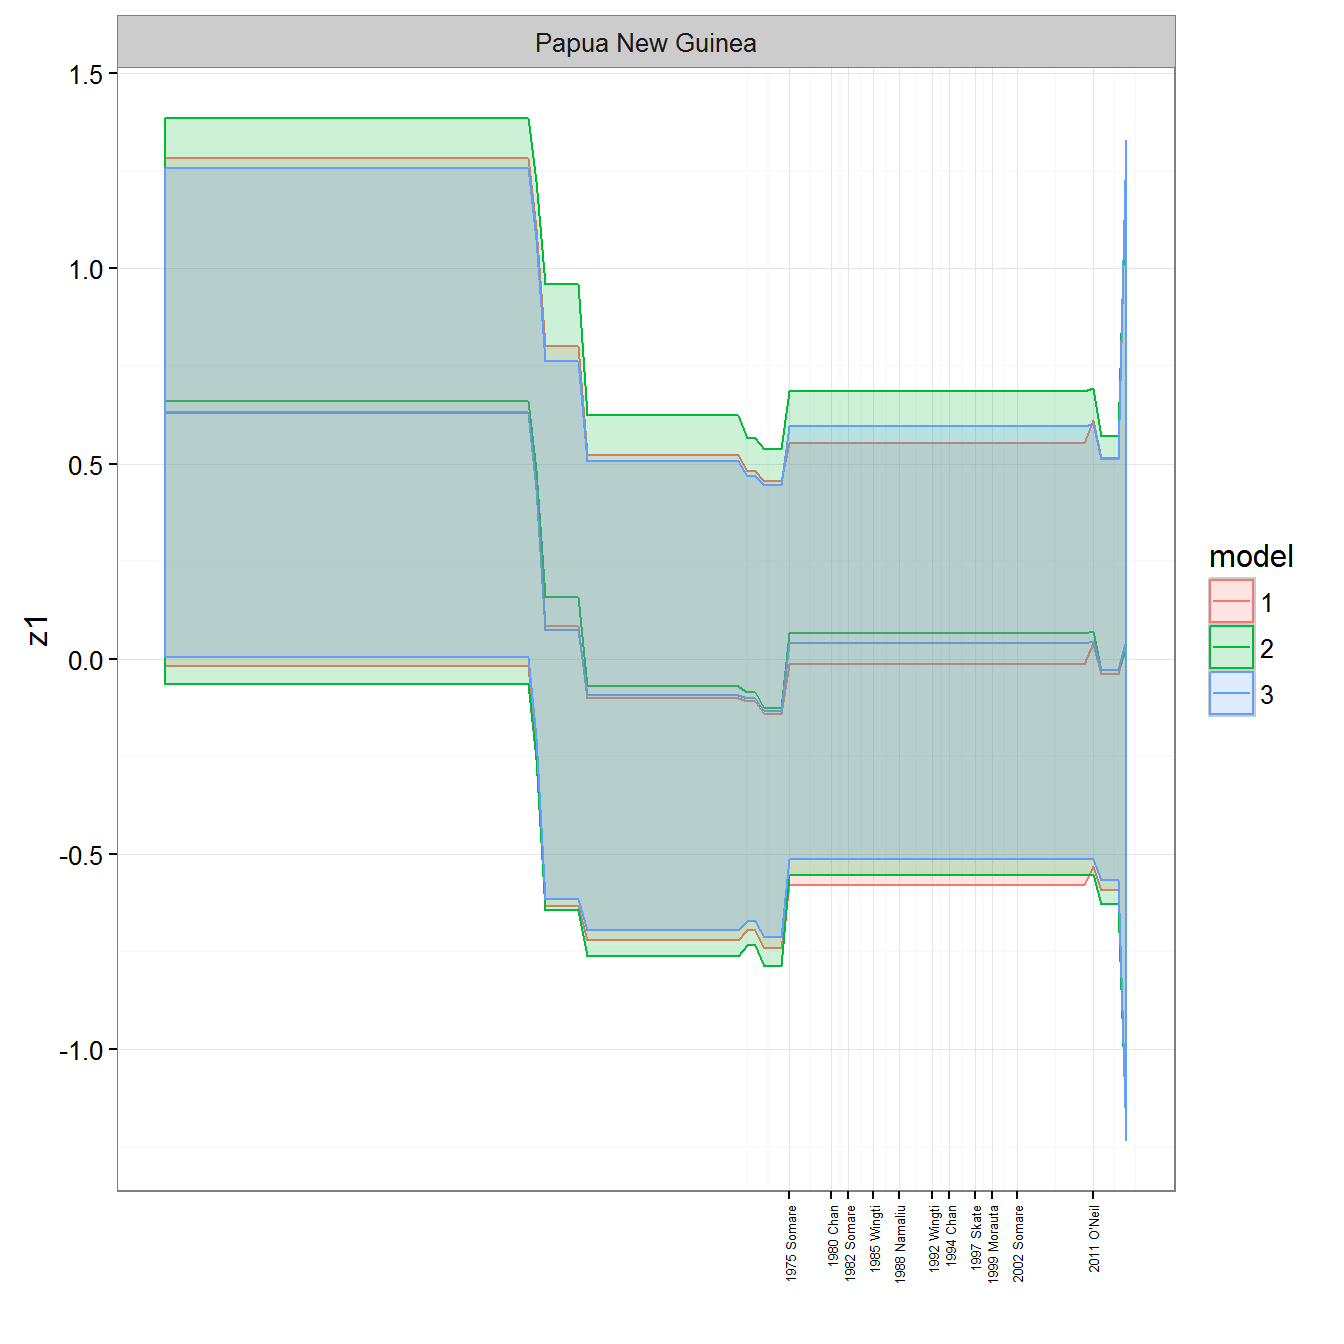 Papua New Guinea
1.5
1.0
0.5
0.0
-0.5
-1.0
z1
model
1
2
3
1975 Somare
1980 Chan
1982 Somare
1985 Wingti
1988 Namaliu
1992 Wingti
1994 Chan
1997 Skate
1999 Morauta
2002 Somare
2011 O'Neil